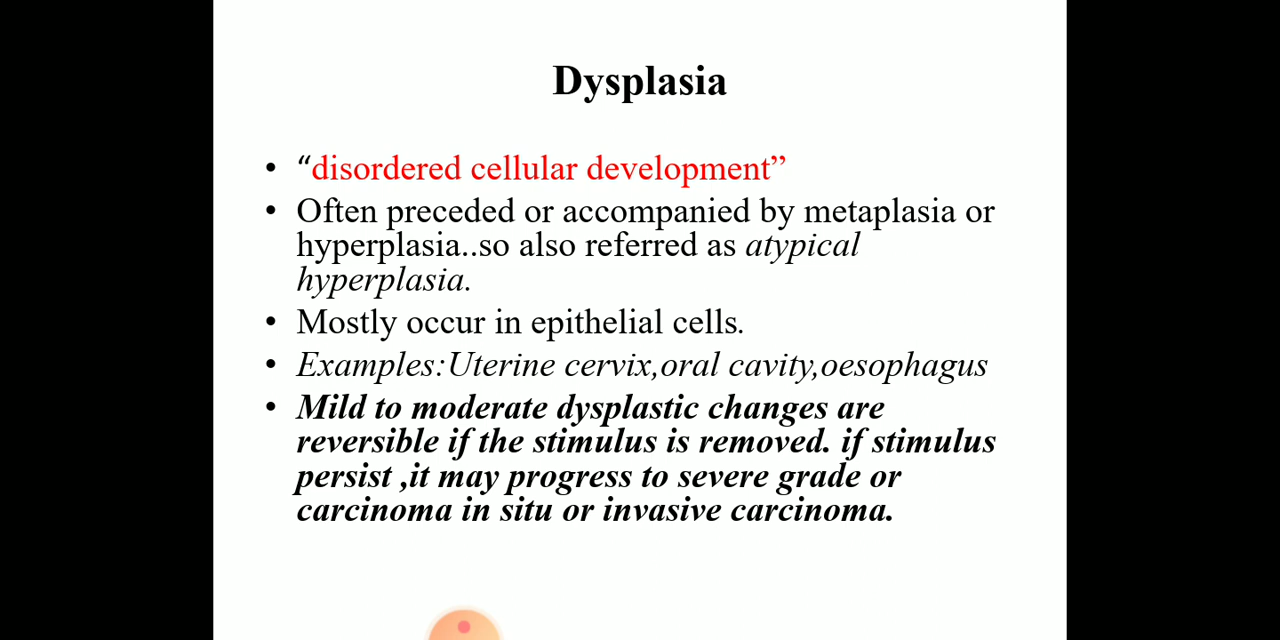 Dysplasia
• “disordered cellular development”
• Often preceded or accompanied by metaplasia or
hyperplasia..so also referred as atypical
hyperplasia.
• Mostly occur in epithelial cells.
• Examples:Uterine cervix,oral cavity,oesophagus
• Mild to moderate dysplastic changes are
reversible if the stimulus is removed. if stimulus
persist ,it may progress to severe grade or
carcinoma in situ or invasive carcinoma.